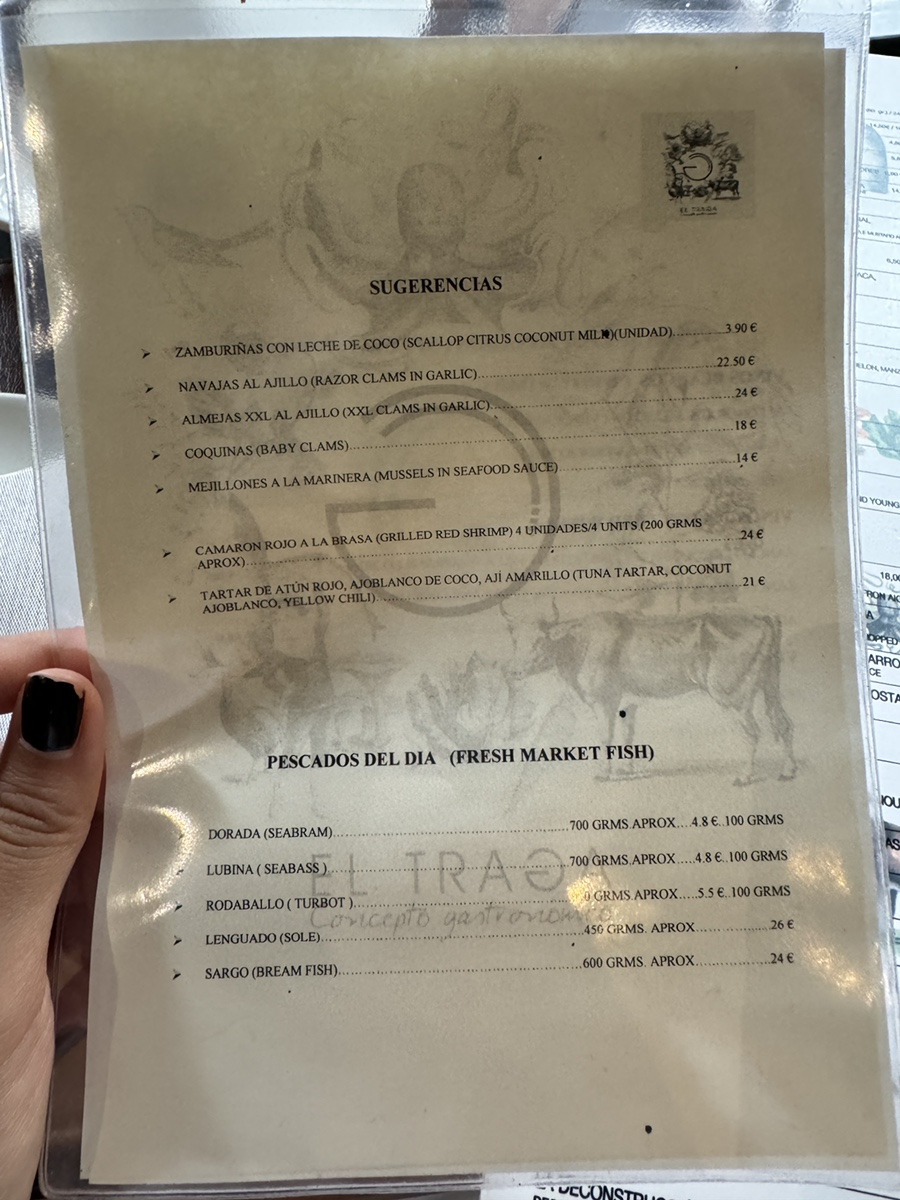 EL TRAGA
SUGERENCIAS
ZAMBURIÑAS CON LECHE DE COCO (SCALLOP CITRUS COCONUT MILK)(UNIDAD)..........3.90 €
NAVAJAS AL AJILLO (RAZOR CLAMS IN GARLIC)..........22.50 €
ALMEJAS XXL AL AJILLO (XXL CLAMS IN GARLIC)..........24 €
COQUINAS (BABY CLAMS)..........18 €
MEJILLONES A LA MARINERA (MUSSELS IN SEAFOOD SAUCE)..........14 €
CAMARON ROJO A LA BRASA (GRILLED RED SHRIMP) 4 UNIDADES/4 UNITS (200 GRMS
APROX)..........24 €
TARTAR DE ATÚN ROJO, AJOBLANCO DE COCO, AJÍ AMARILLO (TUNA TARTAR, COCONUT
AJOBLANCO, YELLOW CHILI)..........21 €
PESCADOS DEL DIA (FRESH MARKET FISH)
DORADA (SEABRAM)..........700 GRMS.APROX....4.8 €..100 GRMS
LUBINA ( SEABASS )..........700 GRMS.APROX.....4.8 €..100 GRMS
EL TRAGA
RODABALLO ( TURBOT )..........GRMS.APROX.....5.5 €..100 GRMS
Concepto gastronómico
LENGUADO (SOLE)..........450 GRMS. APROX..........26 €
SARGO (BREAM FISH)..........600 GRMS. APROX..........24 €